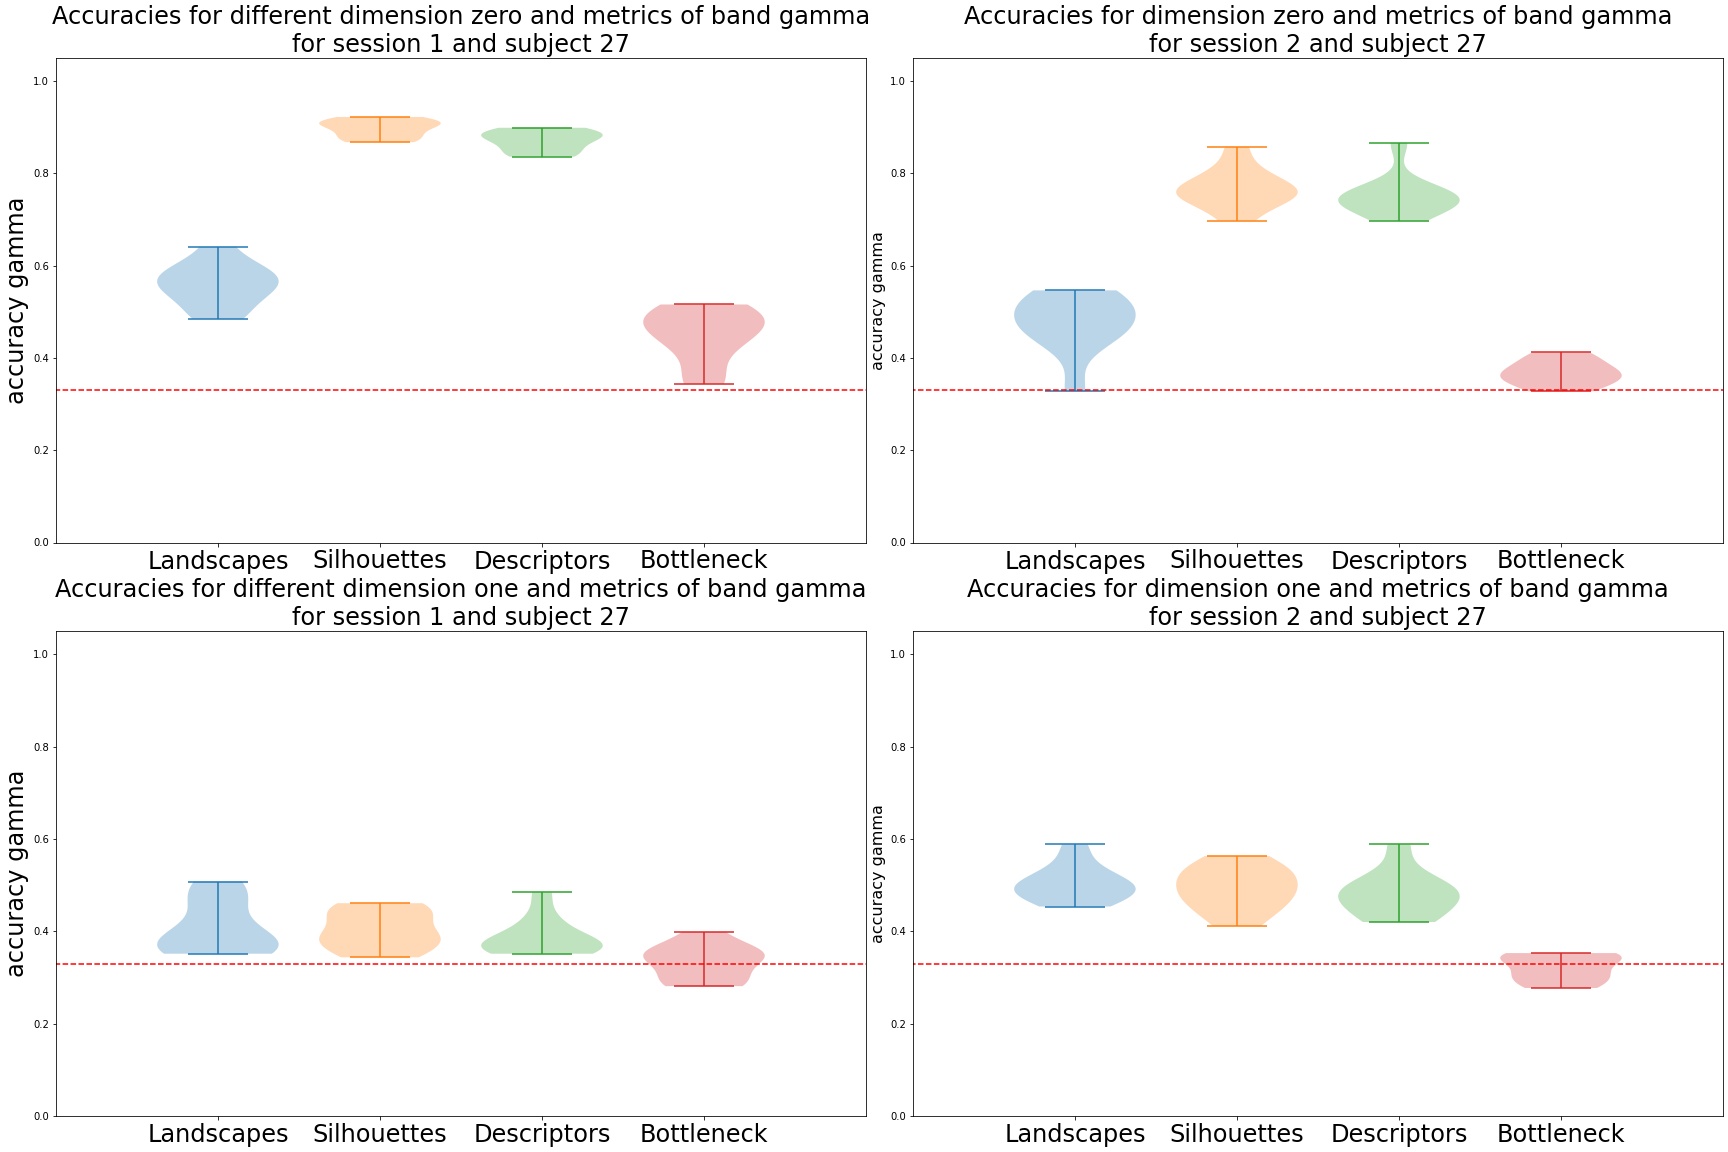 Accuracies for different dimension zero and metrics of band gamma
for session 1 and subject 27
accuracy gamma
1.0
0.8
0.6
0.4
0.2
0.0
Landscapes Silhouettes Descriptors Bottleneck
Accuracies for dimension zero and metrics of band gamma
for session 2 and subject 27
accuracy gamma
1.0
0.8
0.6
0.4
0.2
0.0
Landscapes Silhouettes Descriptors Bottleneck
Accuracies for different dimension one and metrics of band gamma
for session 1 and subject 27
accuracy gamma
1.0
0.8
0.6
0.4
0.2
0.0
Landscapes Silhouettes Descriptors Bottleneck
Accuracies for dimension one and metrics of band gamma
for session 2 and subject 27
accuracy gamma
1.0
0.8
0.6
0.4
0.2
0.0
Landscapes Silhouettes Descriptors Bottleneck